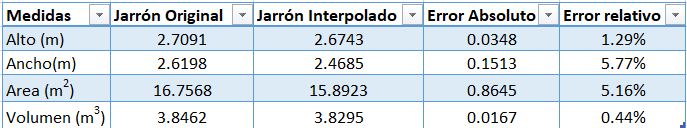 Medidas Jarrón Original Jarrón Interpolado Error Absoluto Error relativo
Alto (m) 2.7091 2.6743 0.0348 1.29%
Ancho(m) 2.6198 2.4685 0.1513 5.77%
Area (m²) 16.7568 15.8923 0.8645 5.16%
Volumen (m³) 3.8462 3.8295 0.0167 0.44%